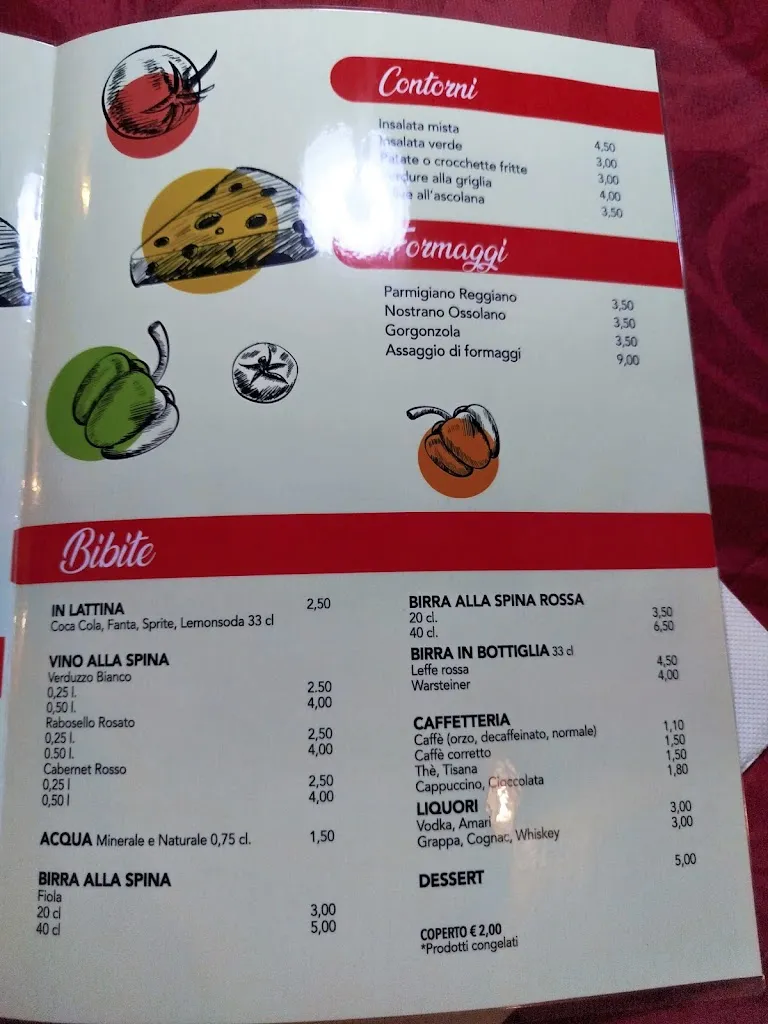 Contorni
Insalata mista 4,50
Insalata verde 3,00
Patate o crocchette fritte 3,00
alla griglia 4,00
all'ascolana 3,50
Formaggi
Parmigiano Reggiano 3,50
Nostrano Ossolano 3,50
Gorgonzola 3,50
Assaggio di formaggi 9,00
Bibite
IN LATTINA 2,50
Coca Cola, Fanta, Sprite, Lemonsoda 33 cl
VINO ALLA SPINA
Verduzzo Bianco
0,25 l. 2.50
0,50 l. 4,00
Rabosello Rosato
0,25 l. 2,50
0.50 l. 4,00
Cabernet Rosso
0,25 l 2,50
0,50 l 4,00
ACQUA Minerale e Naturale 0,75 cl. 1,50
BIRRA ALLA SPINA
Fiola
20 cl 3,00
40 cl 5,00
BIRRA ALLA SPINA ROSSA
20 cl. 3,50
40 cl. 6,50
BIRRA IN BOTTIGLIA 33 cl
Leffe rossa 4,50
Warsteiner 4,00
CAFFETTERIA
Caffè (orzo, decaffeinato, normale) 1,10
Caffè corretto 1,50
Thè, Tisana 1,50
Cappuccino, Cioccolata 1,80
LIQUORI
Vodka, Amari 3,00
Grappa, Cognac, Whiskey 3,00
DESSERT 5,00
COPERTO € 2,00
*Prodotti congelati